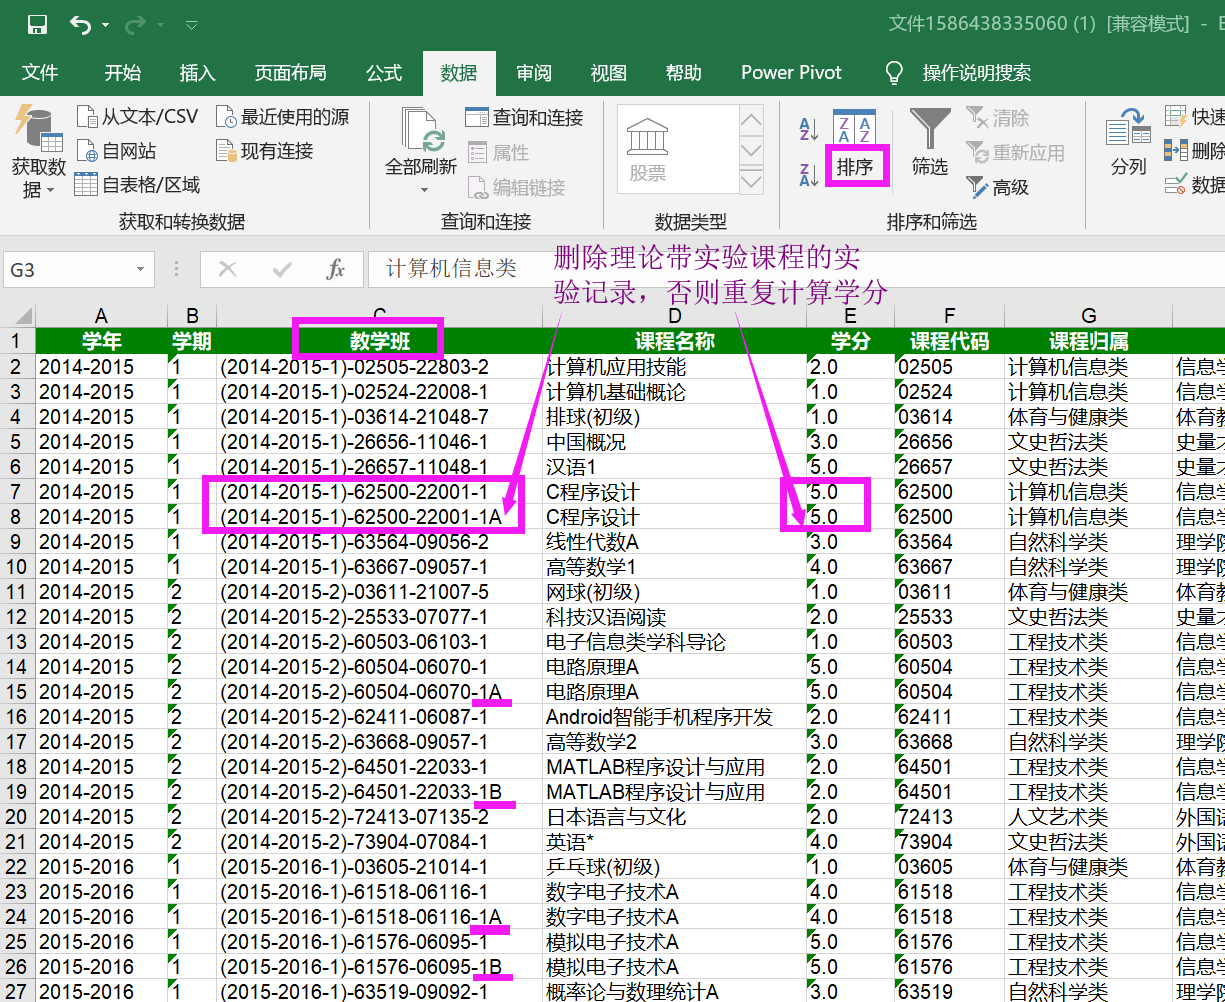 文件1586438335060 (1) [兼容模式] - E
文件 开始 插入 页面布局 公式 数据 审阅 视图 帮助 Power Pivot 操作说明搜索
获取数据
从文本/CSV
自网站
自表格/区域
最近使用的源
现有连接
获取和转换数据
全部刷新
查询和连接
属性
编辑链接
查询和连接
股票
数据类型
排序
筛选
清除
重新应用
高级
排序和筛选
分列
快速
删除
数据
G3 fx 计算机信息类
删除理论带实验课程的实
验记录，否则重复计算学分
A B C D E F G
1 学年 学期 教学班 课程名称 学分 课程代码 课程归属
2 2014-2015 1 (2014-2015-1)-02505-22803-2 计算机应用技能 2.0 02505 计算机信息类 信息学
3 2014-2015 1 (2014-2015-1)-02524-22008-1 计算机基础概论 1.0 02524 计算机信息类 信息学
4 2014-2015 1 (2014-2015-1)-03614-21048-7 排球(初级) 1.0 03614 体育与健康类 体育教
5 2014-2015 1 (2014-2015-1)-26656-11046-1 中国概况 3.0 26656 文史哲法类 史量才
6 2014-2015 1 (2014-2015-1)-26657-11048-1 汉语1 5.0 26657 文史哲法类 史量才
7 2014-2015 1 (2014-2015-1)-62500-22001-1 C程序设计 5.0 62500 计算机信息类 信息学
8 2014-2015 1 (2014-2015-1)-62500-22001-1A C程序设计 5.0 62500 计算机信息类 信息学
9 2014-2015 1 (2014-2015-1)-63564-09056-2 线性代数A 3.0 63564 自然科学类 理学院
10 2014-2015 1 (2014-2015-1)-63667-09057-1 高等数学1 4.0 63667 自然科学类 理学院
11 2014-2015 2 (2014-2015-2)-03611-21007-5 网球(初级) 1.0 03611 体育与健康类 体育教
12 2014-2015 2 (2014-2015-2)-25533-07077-1 科技汉语阅读 2.0 25533 文史哲法类 史量才
13 2014-2015 2 (2014-2015-2)-60503-06103-1 电子信息类学科导论 1.0 60503 工程技术类 信息学
14 2014-2015 2 (2014-2015-2)-60504-06070-1 电路原理A 5.0 60504 工程技术类 信息学
15 2014-2015 2 (2014-2015-2)-60504-06070-1A 电路原理A 5.0 60504 工程技术类 信息学
16 2014-2015 2 (2014-2015-2)-62411-06087-1 Android智能手机程序开发 2.0 62411 工程技术类 信息学
17 2014-2015 2 (2014-2015-2)-63668-09057-1 高等数学2 3.0 63668 自然科学类 理学院
18 2014-2015 2 (2014-2015-2)-64501-22033-1 MATLAB程序设计与应用 2.0 64501 工程技术类 信息学
19 2014-2015 2 (2014-2015-2)-64501-22033-1B MATLAB程序设计与应用 2.0 64501 工程技术类 信息学
20 2014-2015 2 (2014-2015-2)-72413-07135-2 日本语言与文化 2.0 72413 人文艺术类 外国语
21 2014-2015 2 (2014-2015-2)-73904-07084-1 英语* 4.0 73904 文史哲法类 外国语
22 2015-2016 1 (2015-2016-1)-03605-21014-1 乒乓球(初级) 1.0 03605 体育与健康类 体育教
23 2015-2016 1 (2015-2016-1)-61518-06116-1 数字电子技术A 4.0 61518 工程技术类 信息学
24 2015-2016 1 (2015-2016-1)-61518-06116-1A 数字电子技术A 4.0 61518 工程技术类 信息学
25 2015-2016 1 (2015-2016-1)-61576-06095-1 模拟电子技术A 5.0 61576 工程技术类 信息学
26 2015-2016 1 (2015-2016-1)-61576-06095-1B 模拟电子技术A 5.0 61576 工程技术类 信息学
27 2015-2016 1 (2015-2016-1)-63519-09092-1 概率论与数理统计A 3.0 63519 自然科学类 理学院